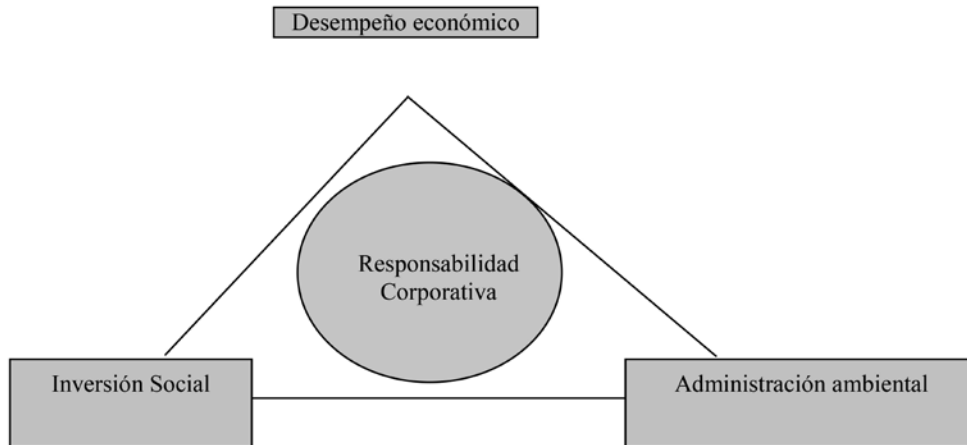 Desempeño económico
Responsabilidad
Corporativa
Inversión Social
Administración ambiental